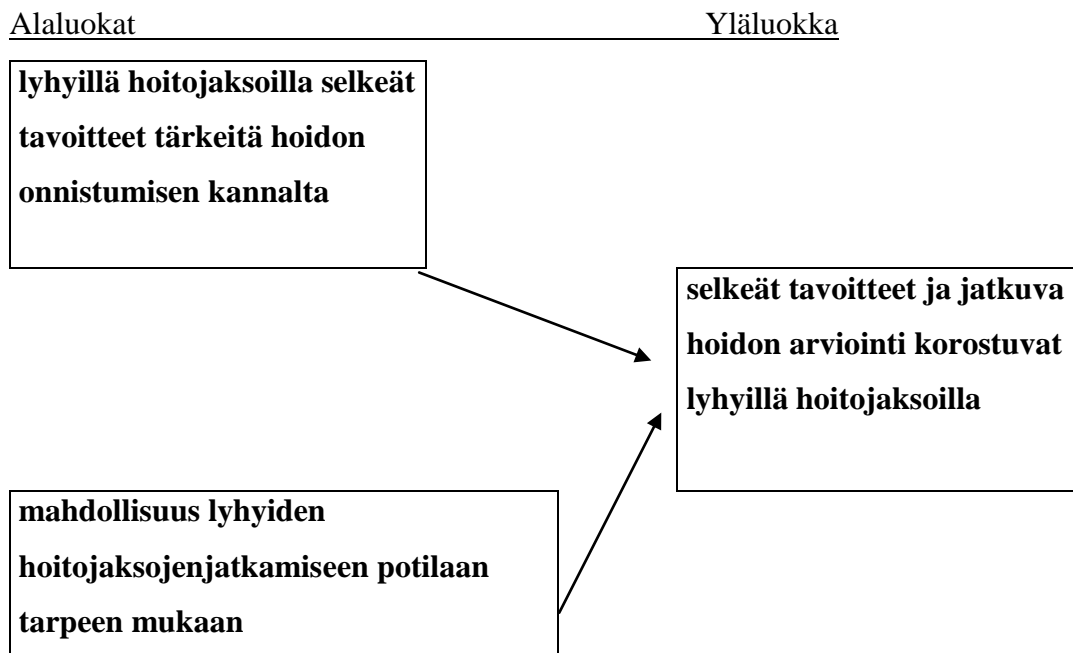 Alaluokat Yläluokka
lyhyillä hoitojaksoilla selkeät
tavoitteet tärkeitä hoidon
onnistumisen kannalta
selkeät tavoitteet ja jatkuva
hoidon arviointi korostuvat
lyhyillä hoitojaksoilla
mahdollisuus lyhyiden
hoitojaksojenjatkamiseen potilaan
tarpeen mukaan